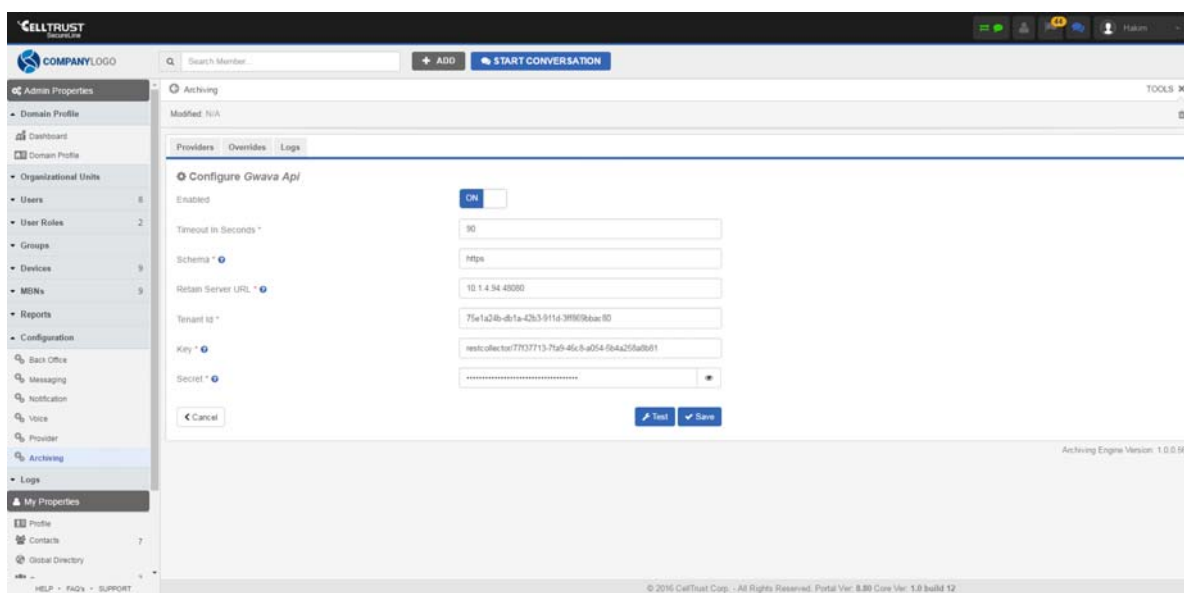 CELLTRUST
SecureLine
44
Hakim
COMPANYLOGO
Search Member...
+ ADD
START CONVERSATION
Admin Properties
Archiving
TOOLS
Domain Profile
Modified: N/A
Dashboard
Domain Profile
Providers Overrides Logs
Organizational Units
Configure Gwava Api
Users 8
Enabled
ON
User Roles 2
Timeout In Seconds *
90
Groups
Schema *
https
Devices 9
MBNs 9
Retain Server URL *
10.1.4.94:48080
Reports
Tenant Id *
Configuration
Key *
Back Office
Messaging
Secret *
Notification
Voice
Cancel
Test
Save
Provider
Archiving
Archiving Engine Version: 1.0.0.56
Logs
My Properties
Profile
Contacts 7
Global Directory
HELP • FAQ's • SUPPORT
© 2016 CellTrust Corp. - All Rights Reserved. Portal Ver: 8.80 Core Ver: 1.0 build 12